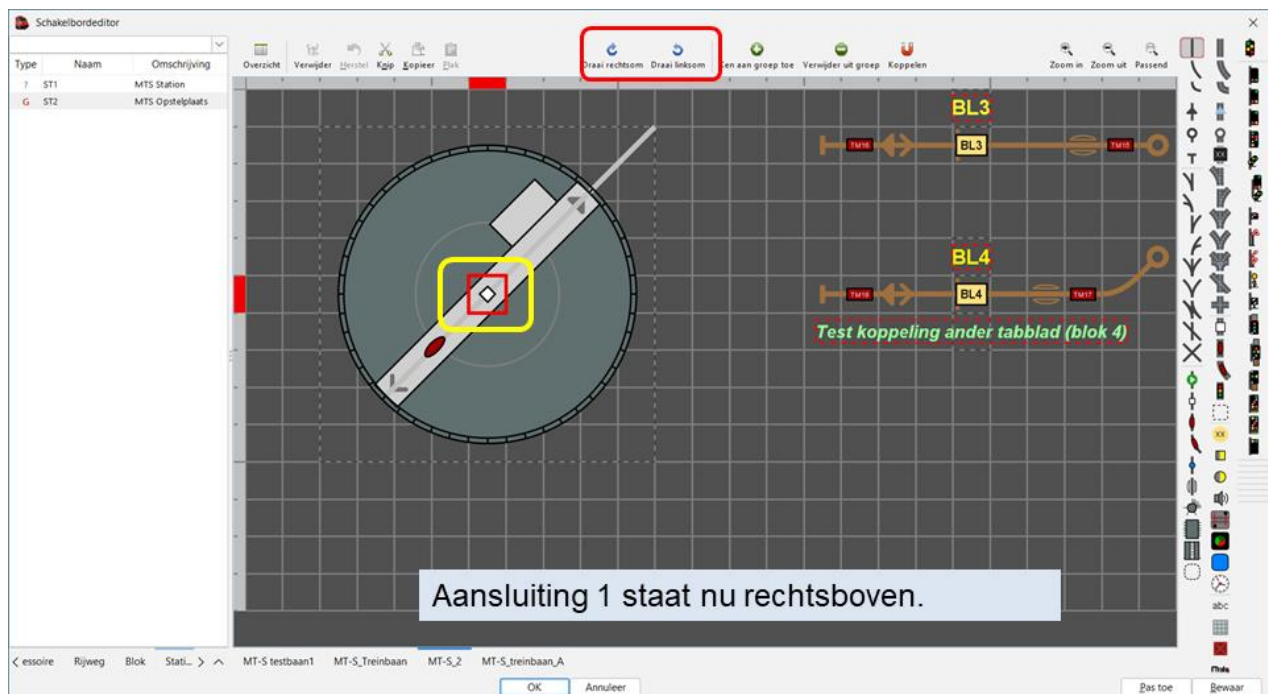 Schakelbordeditor
Type Naam Omschrijving
? ST1 MTS Station
G ST2 MTS Opstelplaats
Overzicht Verwijder Herstel Knip Kopieer Plak Draai rechtsom Draai linksom Ken aan groep toe Verwijder uit groep Koppelen Zoom in Zoom uit Passend
BL3
TM16 BL3 TM15
BL4
TM18 BL4 TM17
Test koppeling ander tabblad (blok 4)
XX
XX
abc
Aansluiting 1 staat nu rechtsboven.
essoire Rijweg Blok Stati... MT-S testbaan1 MT-S_Treinbaan MT-S_2 MT-S_treinbaan_A
OK Annuleer Pas toe Bewaar